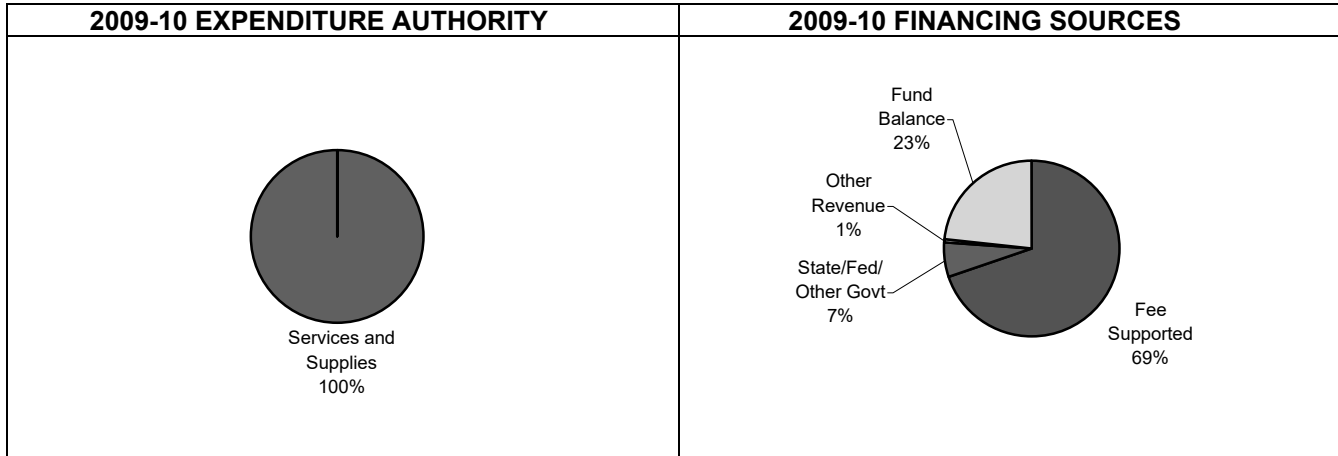 2009-10 EXPENDITURE AUTHORITY
Services and
Supplies
100%
2009-10 FINANCING SOURCES
Fund
Balance
23%
Other
Revenue
1%
State/Fed/
Other Govt
7%
Fee
Supported
69%